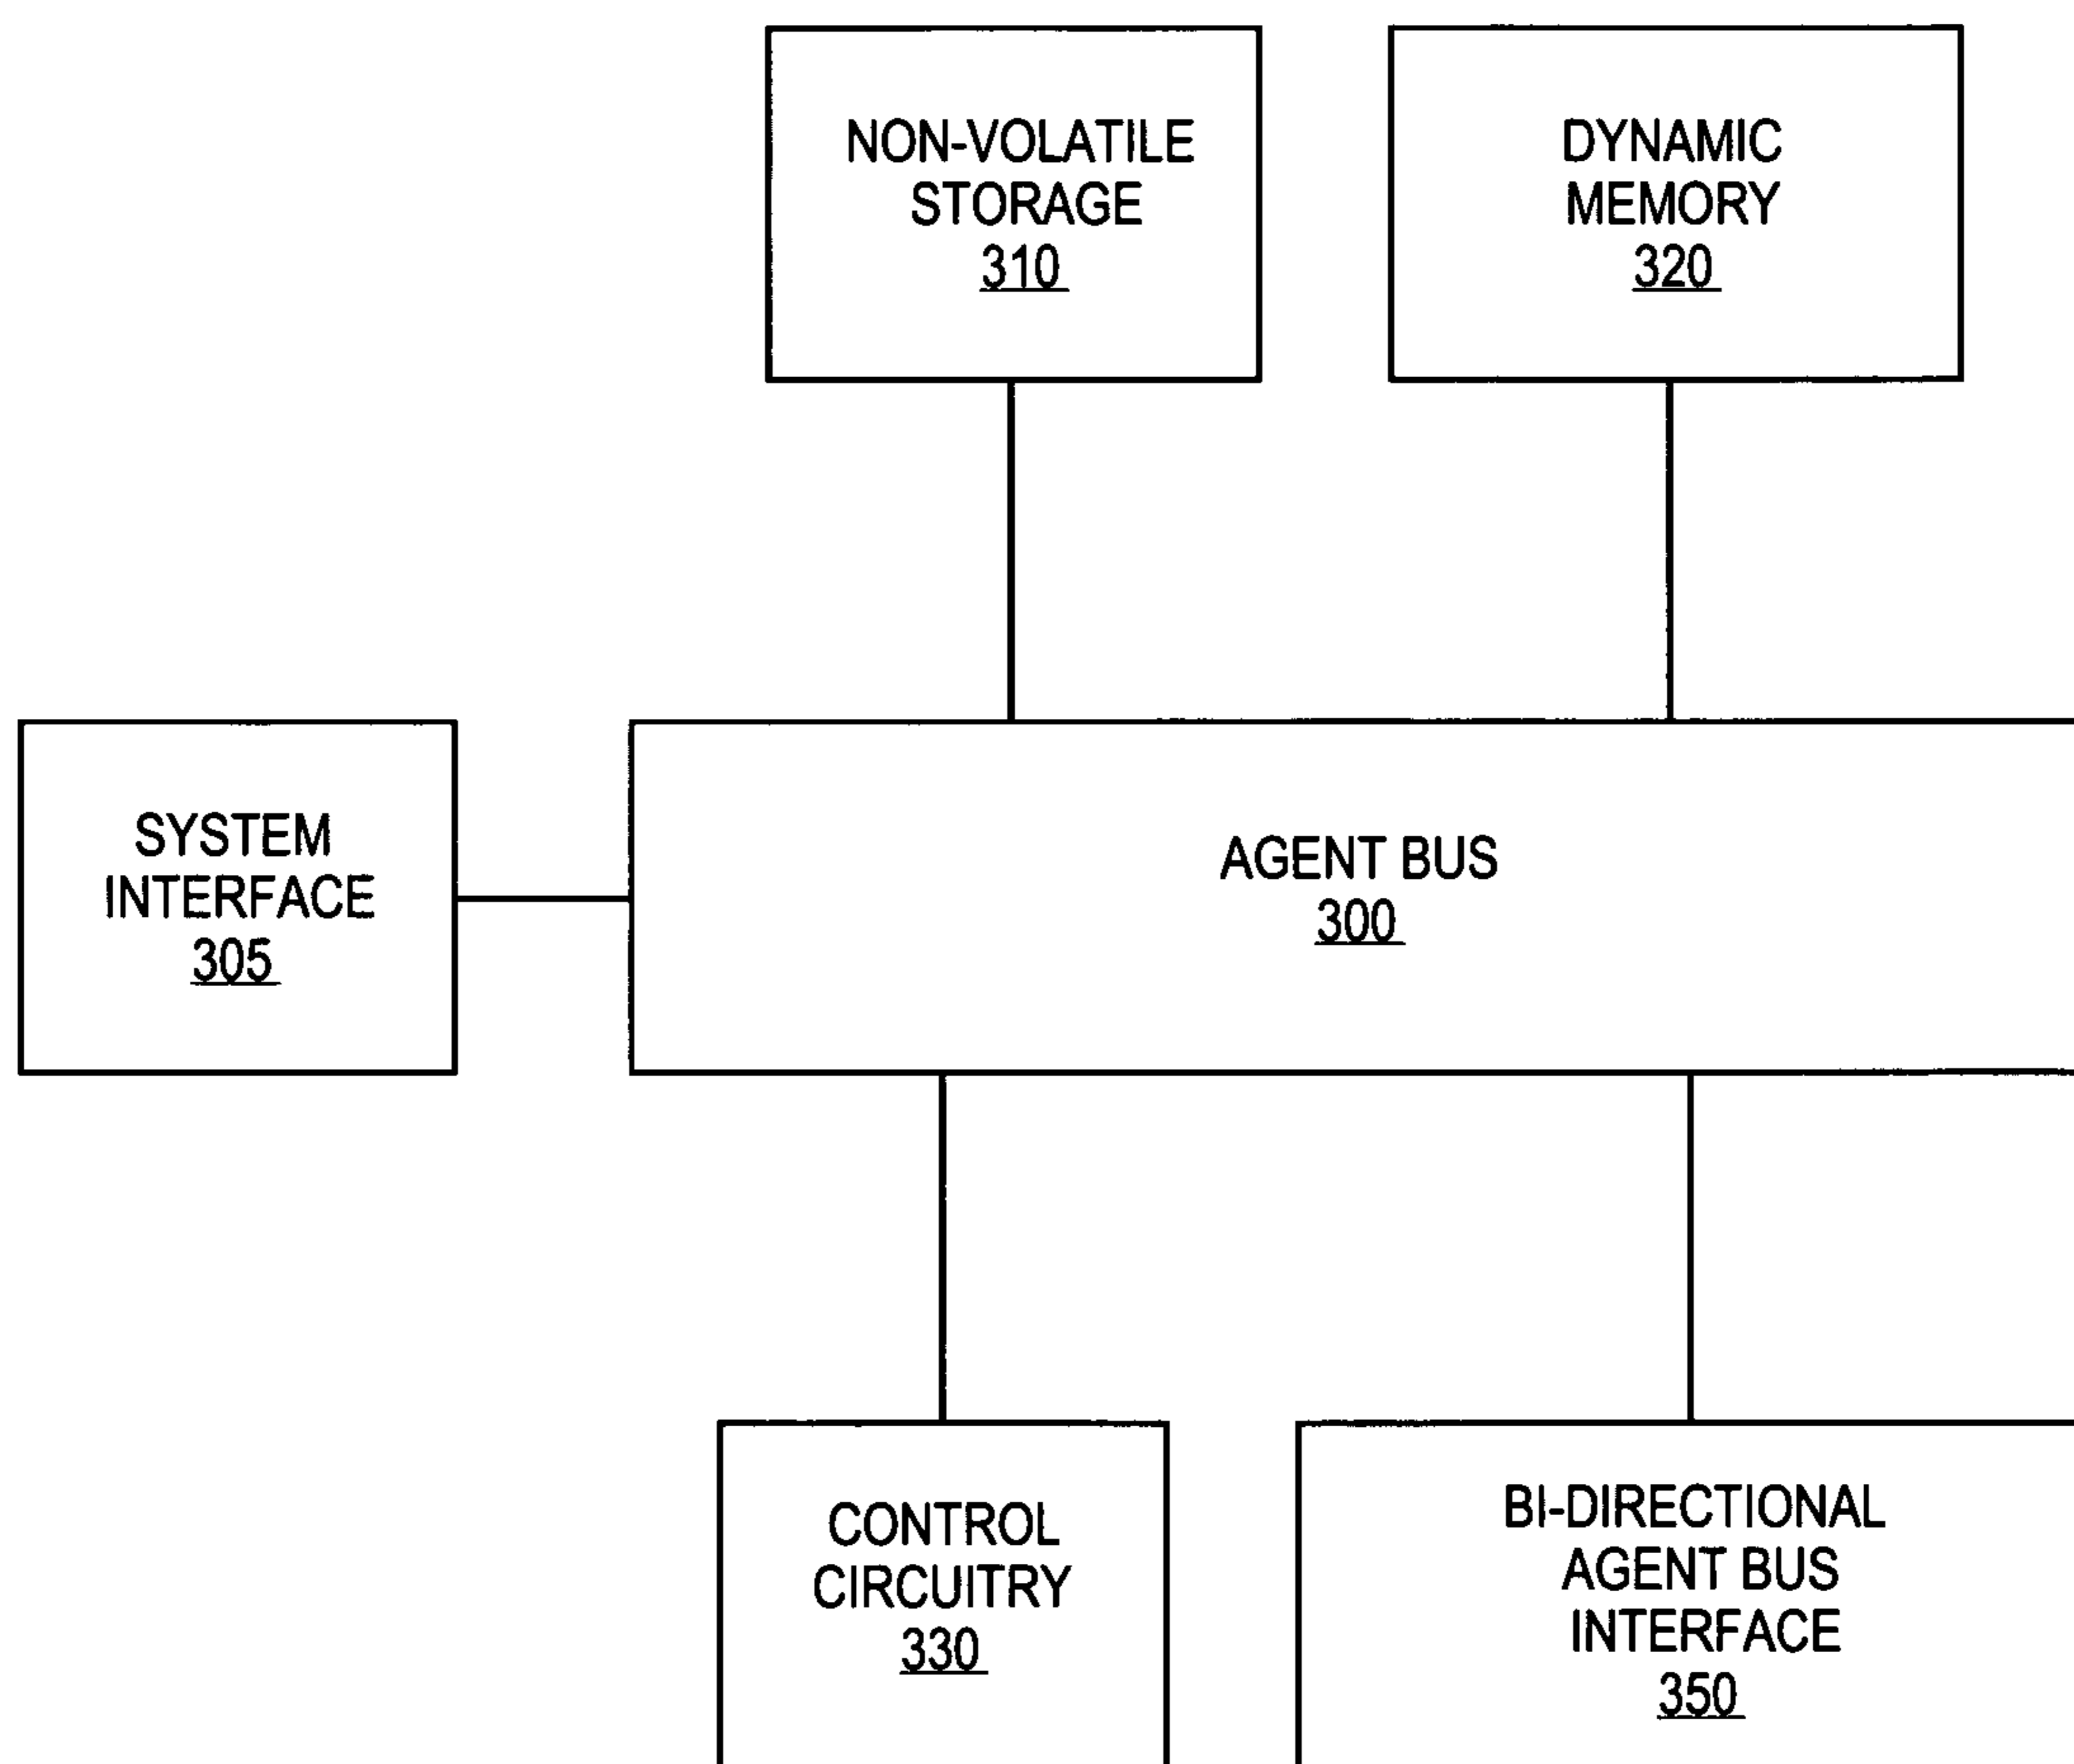 NON-VOLATILE
STORAGE
310
DYNAMIC
MEMORY
320
SYSTEM
INTERFACE
305
AGENT BUS
300
CONTROL
CIRCUITRY
330
BI-DIRECTIONAL
AGENT BUS
INTERFACE
350